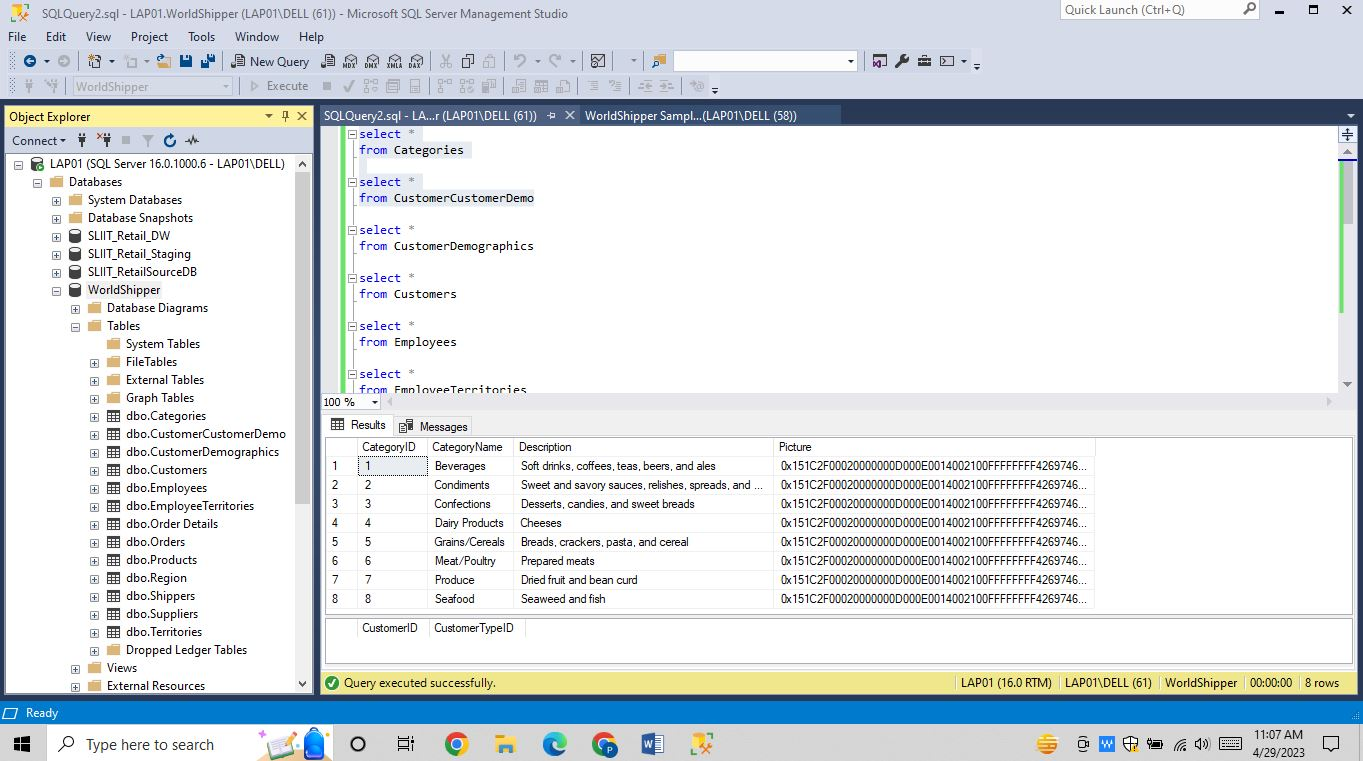 SQLQuery2.sql - LAP01.WorldShipper (LAP01\DELL (61)) - Microsoft SQL Server Management Studio
Quick Launch (Ctrl+Q)
File Edit View Project Tools Window Help
New Query MDX DMX XMLA DAX
WorldShipper Execute
Object Explorer
Connect
LAP01 (SQL Server 16.0.1000.6 - LAP01\DELL)
Databases
System Databases
Database Snapshots
SLIIT_Retail_DW
SLIIT_Retail_Staging
SLIIT_RetailSourceDB
WorldShipper
Database Diagrams
Tables
System Tables
FileTables
External Tables
Graph Tables
dbo.Categories
dbo.CustomerCustomerDemo
dbo.CustomerDemographics
dbo.Customers
dbo.Employees
dbo.EmployeeTerritories
dbo.Order Details
dbo.Orders
dbo.Products
dbo.Region
dbo.Shippers
dbo.Suppliers
dbo.Territories
Dropped Ledger Tables
Views
External Resources
SQLQuery2.sql - LA...r (LAP01\DELL (61)) WorldShipper Sampl...(LAP01\DELL (58))
select *
from Categories
select *
from CustomerCustomerDemo
select *
from CustomerDemographics
select *
from Customers
select *
from Employees
select *
from EmployeeTerritories
100 %
Results Messages
CategoryID CategoryName Description Picture
1 1 Beverages Soft drinks, coffees, teas, beers, and ales 0x151C2F00020000000D000E0014002100FFFFFFFF4269746...
2 2 Condiments Sweet and savory sauces, relishes, spreads, and ... 0x151C2F00020000000D000E0014002100FFFFFFFF4269746...
3 3 Confections Desserts, candies, and sweet breads 0x151C2F00020000000D000E0014002100FFFFFFFF4269746...
4 4 Dairy Products Cheeses 0x151C2F00020000000D000E0014002100FFFFFFFF4269746...
5 5 Grains/Cereals Breads, crackers, pasta, and cereal 0x151C2F00020000000D000E0014002100FFFFFFFF4269746...
6 6 Meat/Poultry Prepared meats 0x151C2F00020000000D000E0014002100FFFFFFFF4269746...
7 7 Produce Dried fruit and bean curd 0x151C2F00020000000D000E0014002100FFFFFFFF4269746...
8 8 Seafood Seaweed and fish 0x151C2F00020000000D000E0014002100FFFFFFFF4269746...
CustomerID CustomerTypeID
Query executed successfully. LAP01 (16.0 RTM) LAP01\DELL (61) WorldShipper 00:00:00 8 rows
Ready
Type here to search
11:07 AM
4/29/2023